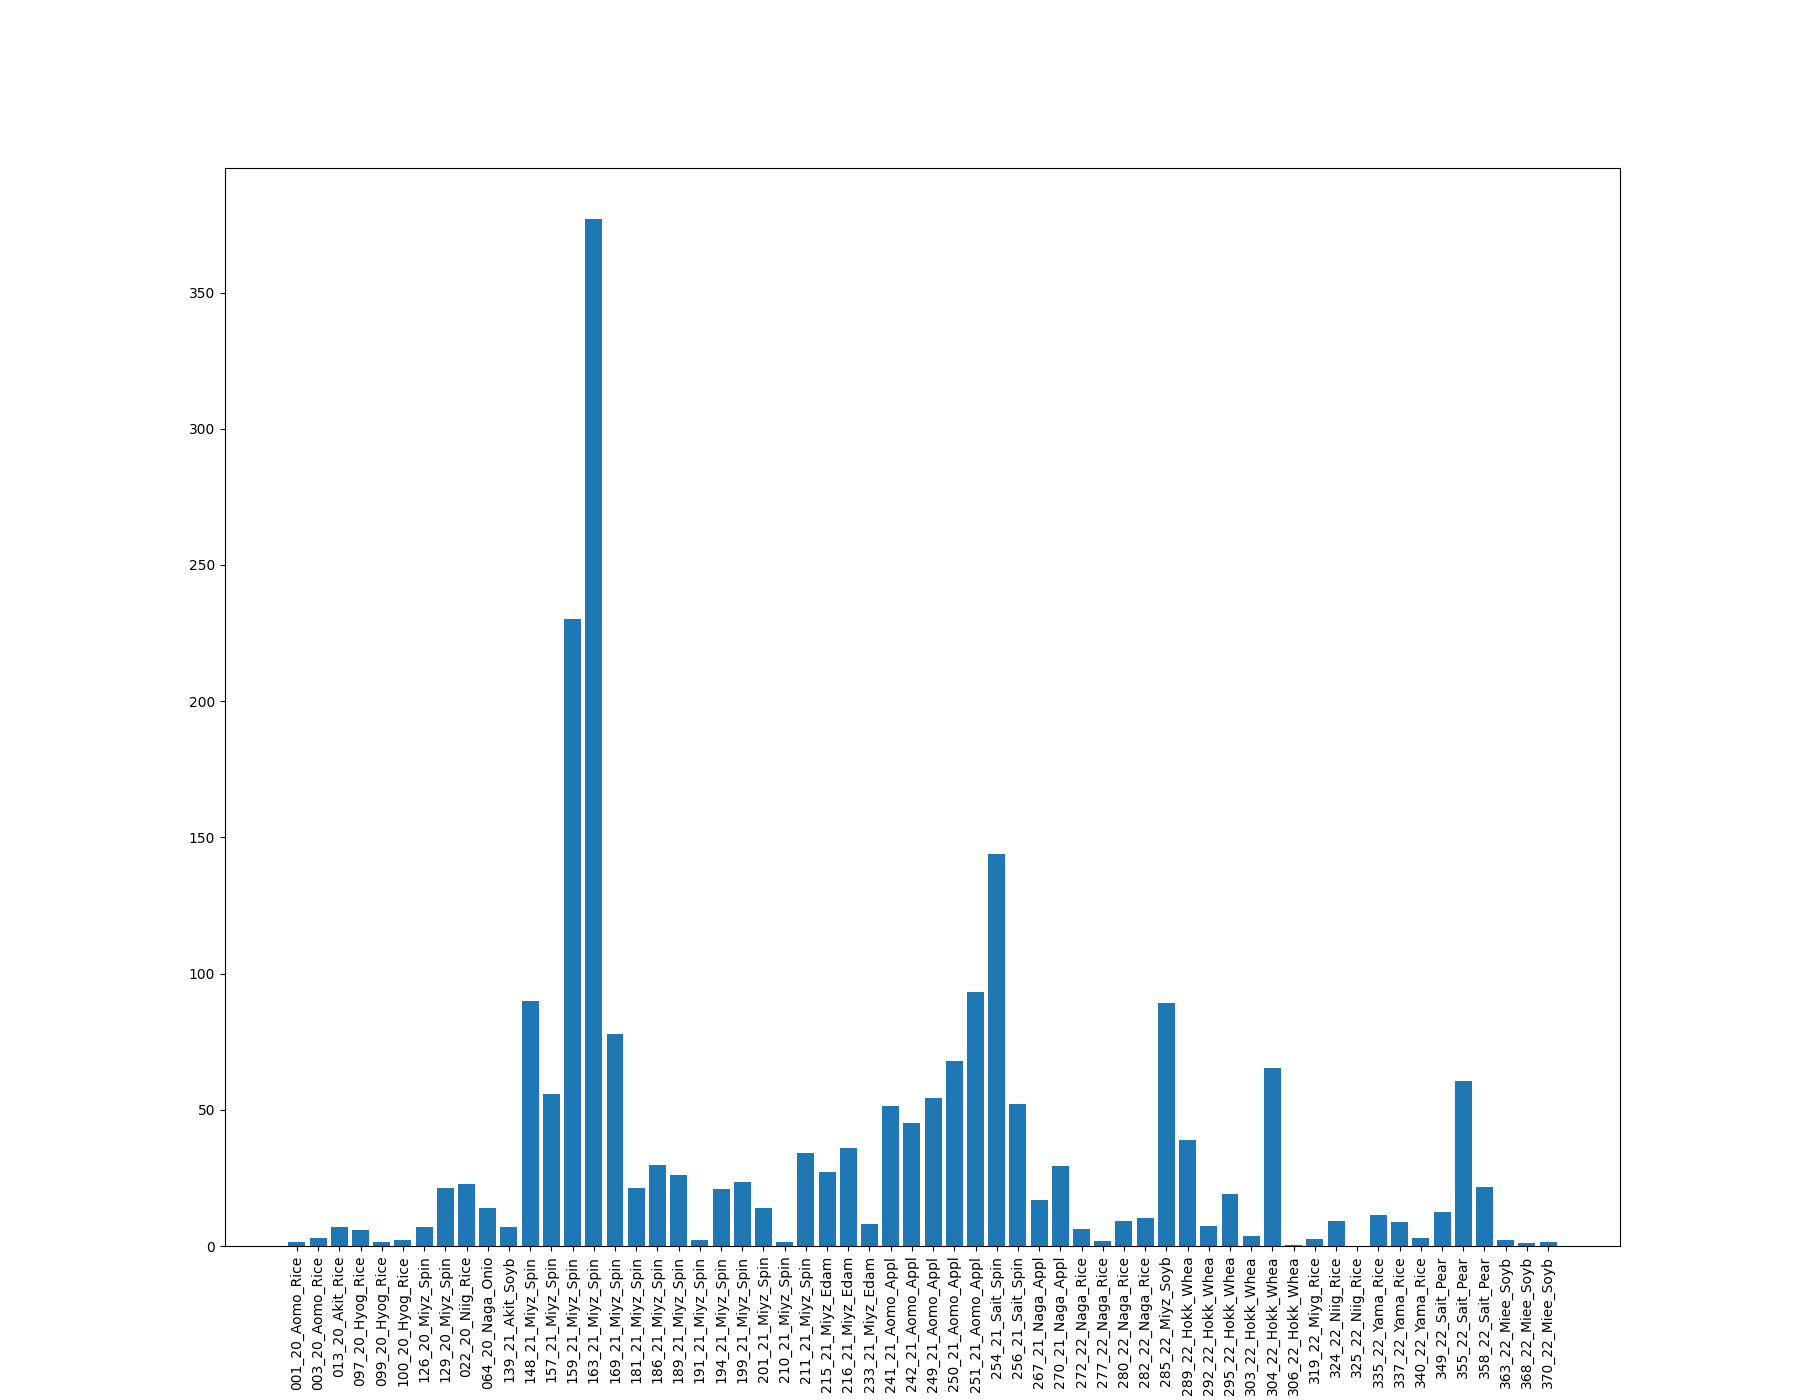 350
300
250
200
150
100
50
0
001_20_Aomo_Rice
003_20_Aomo_Rice
013_20_Akit_Rice
097_20_Hyog_Rice
099_20_Hyog_Rice
100_20_Hyog_Rice
126_20_Miyz_Spin
129_20_Miyz_Spin
022_20_Niig_Rice
064_20_Naga_Onio
139_21_Akit_Soyb
148_21_Miyz_Spin
157_21_Miyz_Spin
159_21_Miyz_Spin
163_21_Miyz_Spin
169_21_Miyz_Spin
181_21_Miyz_Spin
186_21_Miyz_Spin
189_21_Miyz_Spin
191_21_Miyz_Spin
194_21_Miyz_Spin
199_21_Miyz_Spin
201_21_Miyz_Spin
210_21_Miyz_Spin
211_21_Miyz_Spin
215_21_Miyz_Edam
216_21_Miyz_Edam
233_21_Miyz_Edam
241_21_Aomo_Appl
242_21_Aomo_Appl
249_21_Aomo_Appl
250_21_Aomo_Appl
251_21_Aomo_Appl
254_21_Sait_Spin
256_21_Sait_Spin
267_21_Naga_Appl
270_21_Naga_Appl
272_22_Naga_Rice
277_22_Naga_Rice
280_22_Naga_Rice
282_22_Naga_Rice
285_22_Miyz_Soyb
289_22_Hokk_Whea
292_22_Hokk_Whea
295_22_Hokk_Whea
303_22_Hokk_Whea
304_22_Hokk_Whea
306_22_Hokk_Whea
319_22_Miyg_Rice
324_22_Niig_Rice
325_22_Niig_Rice
335_22_Yama_Rice
337_22_Yama_Rice
340_22_Yama_Rice
349_22_Sait_Pear
355_22_Sait_Pear
358_22_Sait_Pear
363_22_Miee_Soyb
368_22_Miee_Soyb
370_22_Miee_Soyb